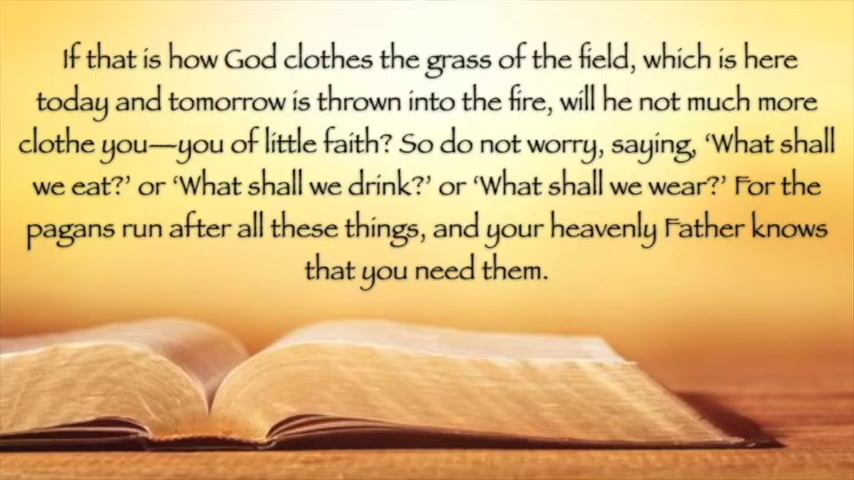 If that is how God clothes the grass of the field, which is here
today and tomorrow is thrown into the fire, will he not much more
clothe you—you of little faith? So do not worry, saying, ‘What shall
we eat?’ or ‘What shall we drink?’ or ‘What shall we wear?’ For the
pagans run after all these things, and your heavenly Father knows
that you need them.